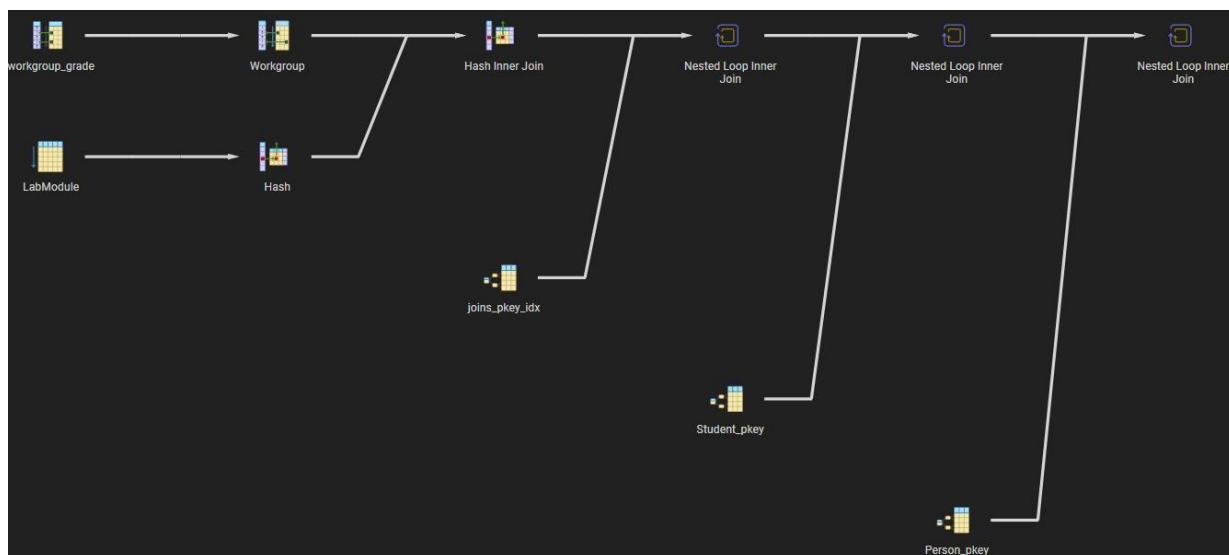 workgroup_grade
Workgroup
Hash Inner Join
Nested Loop Inner
Join
Nested Loop Inner
Join
Nested Loop Inner
Join
LabModule
Hash
joins_pkey_idx
Student_pkey
Person_pkey